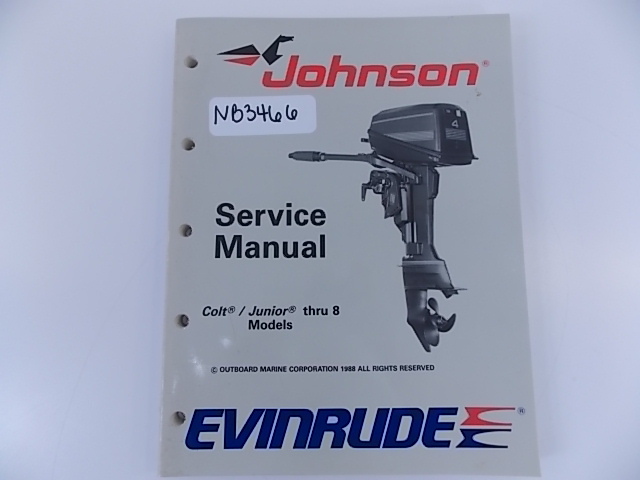 Johnson®
NB3466
4
Service
Manual
Colt® / Junior® thru 8
Models
© OUTBOARD MARINE CORPORATION 1988 ALL RIGHTS RESERVED
EVINRUDE®